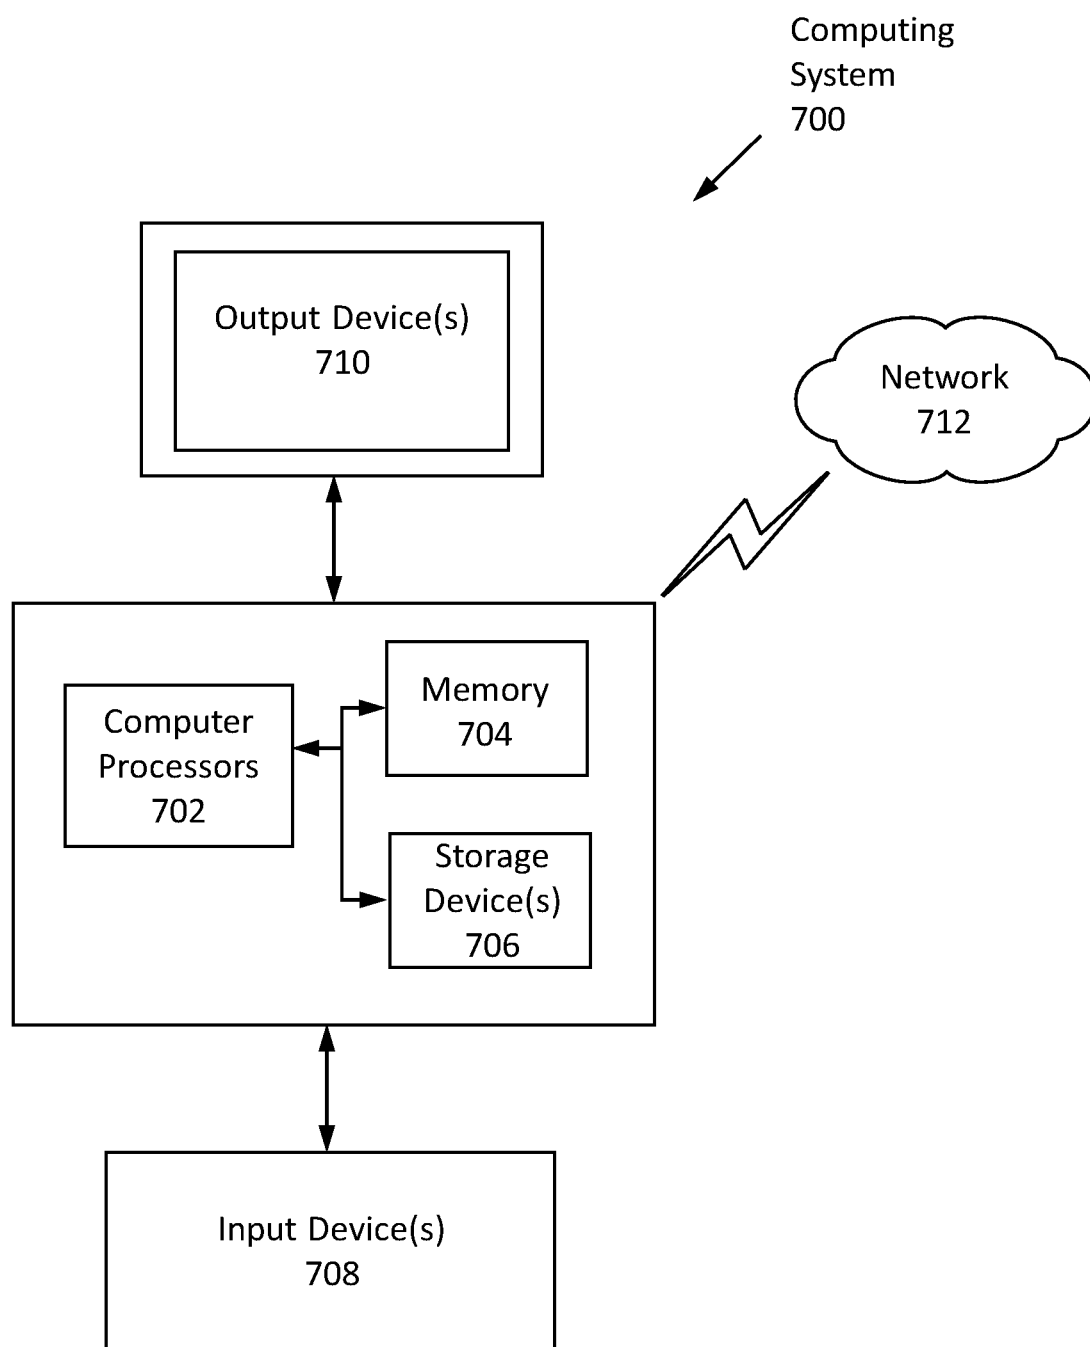 Computing
System
700
Output Device(s)
710
Network
712
Memory
704
Computer
Processors
702
Storage
Device(s)
706
Input Device(s)
708